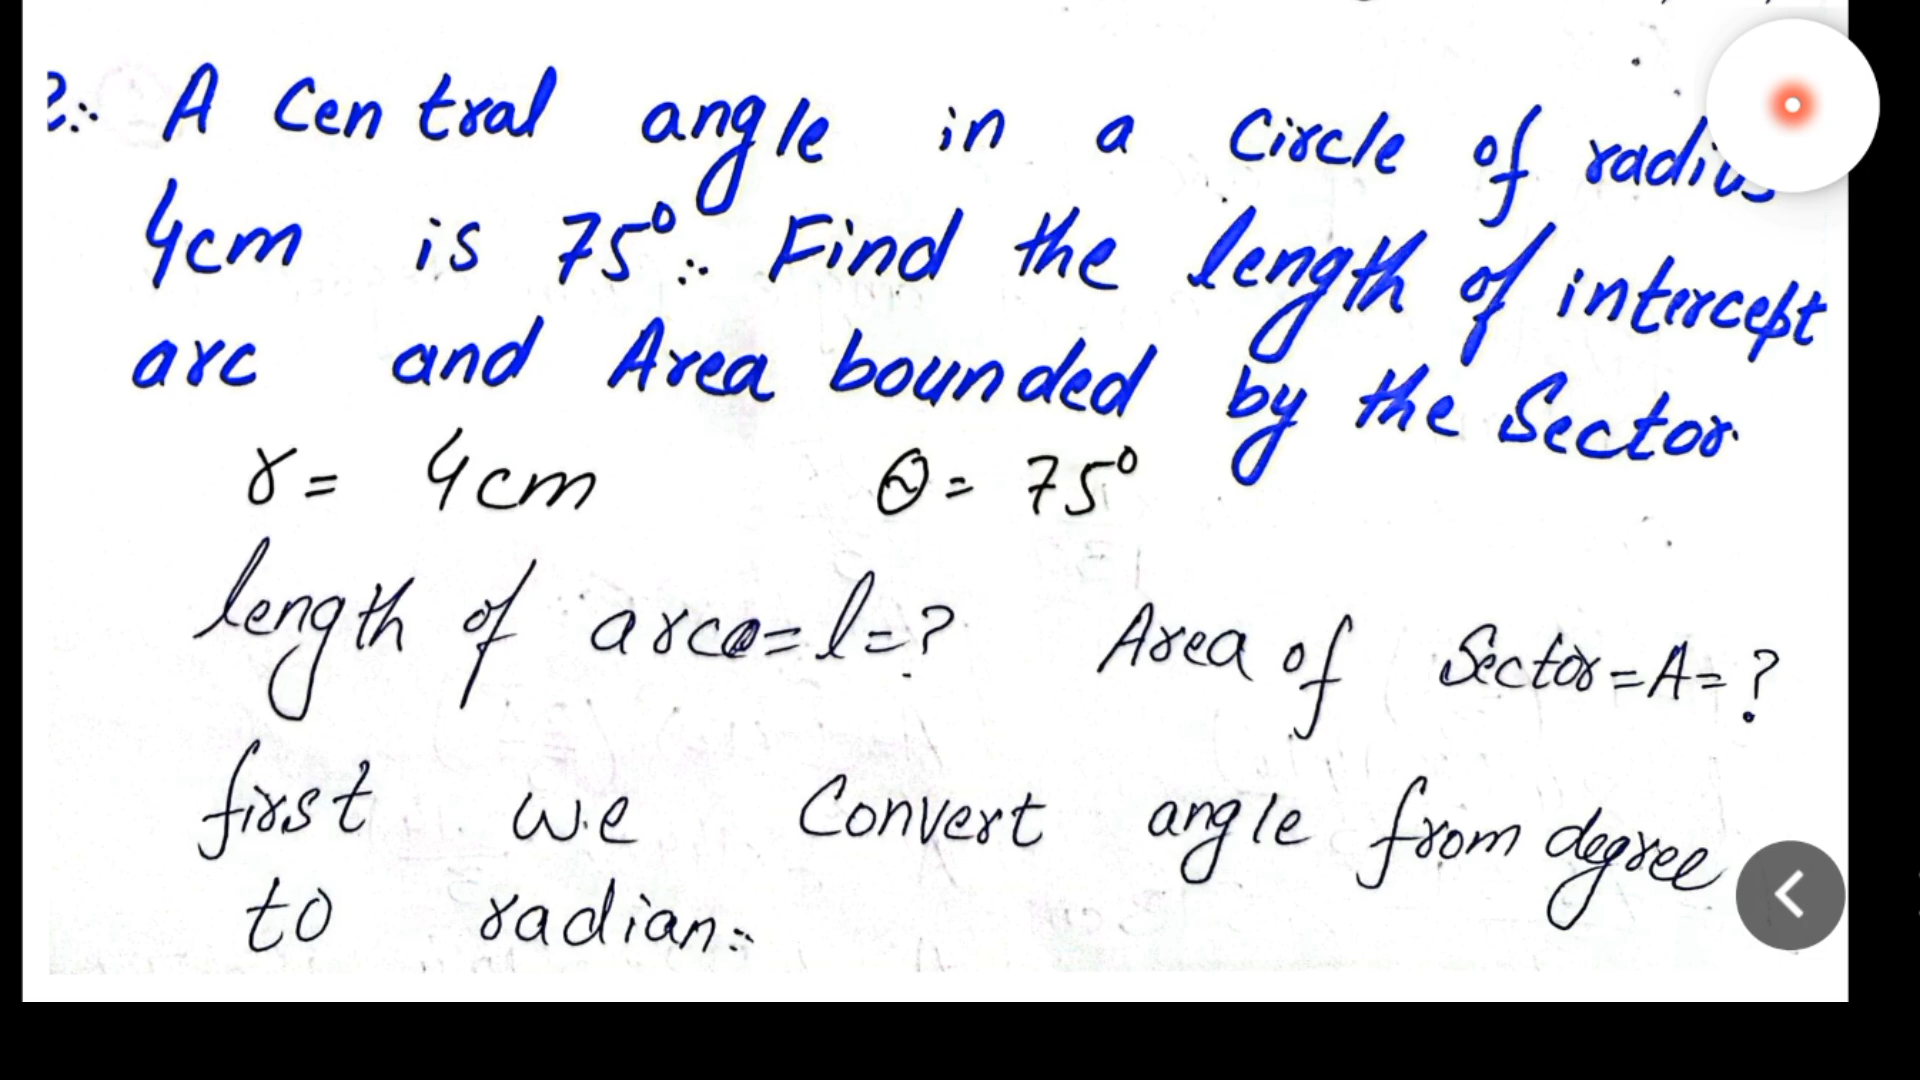 2:. A central angle in a circle of radius
4cm is 75°:. Find the length of intercept
arc and Area bounded by the Sector.
r = 4cm θ = 75°
length of arc = l = ? Area of Sector = A = ?
first we Convert angle from degree
to radian:-